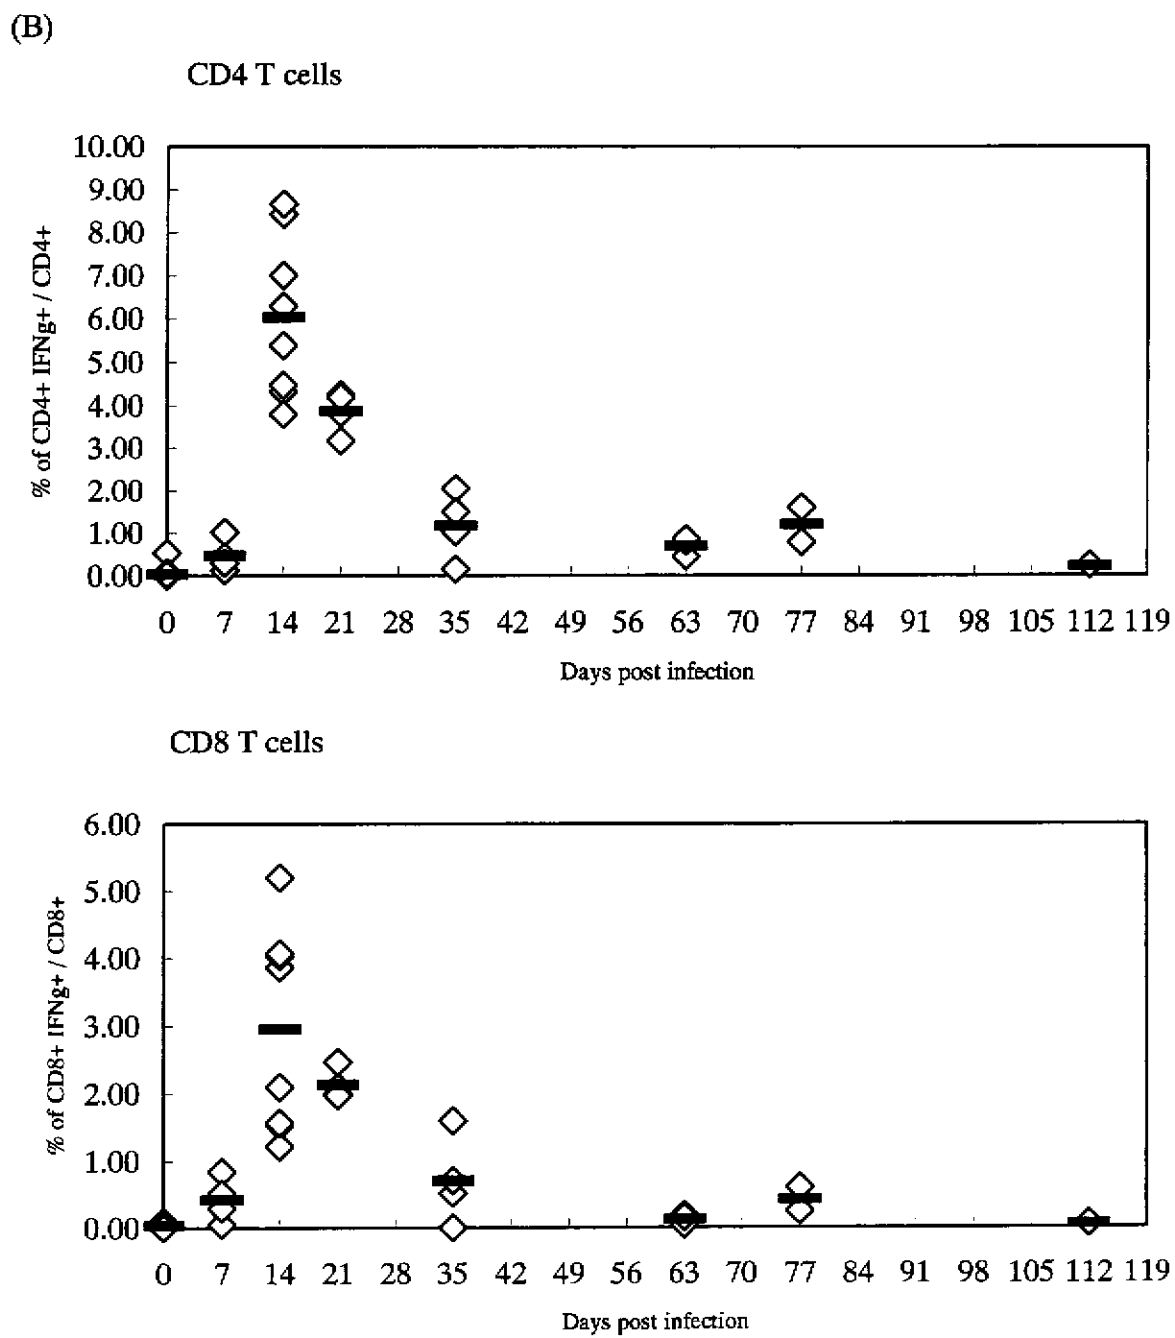 (B)
CD4 T cells
10.00
9.00
8.00
7.00
6.00
5.00
4.00
3.00
2.00
1.00
0.00
% of CD4+ IFNg+ / CD4+
0 7 14 21 28 35 42 49 56 63 70 77 84 91 98 105 112 119
Days post infection
CD8 T cells
6.00
5.00
4.00
3.00
2.00
1.00
0.00
% of CD8+ IFNg+ / CD8+
0 7 14 21 28 35 42 49 56 63 70 77 84 91 98 105 112 119
Days post infection